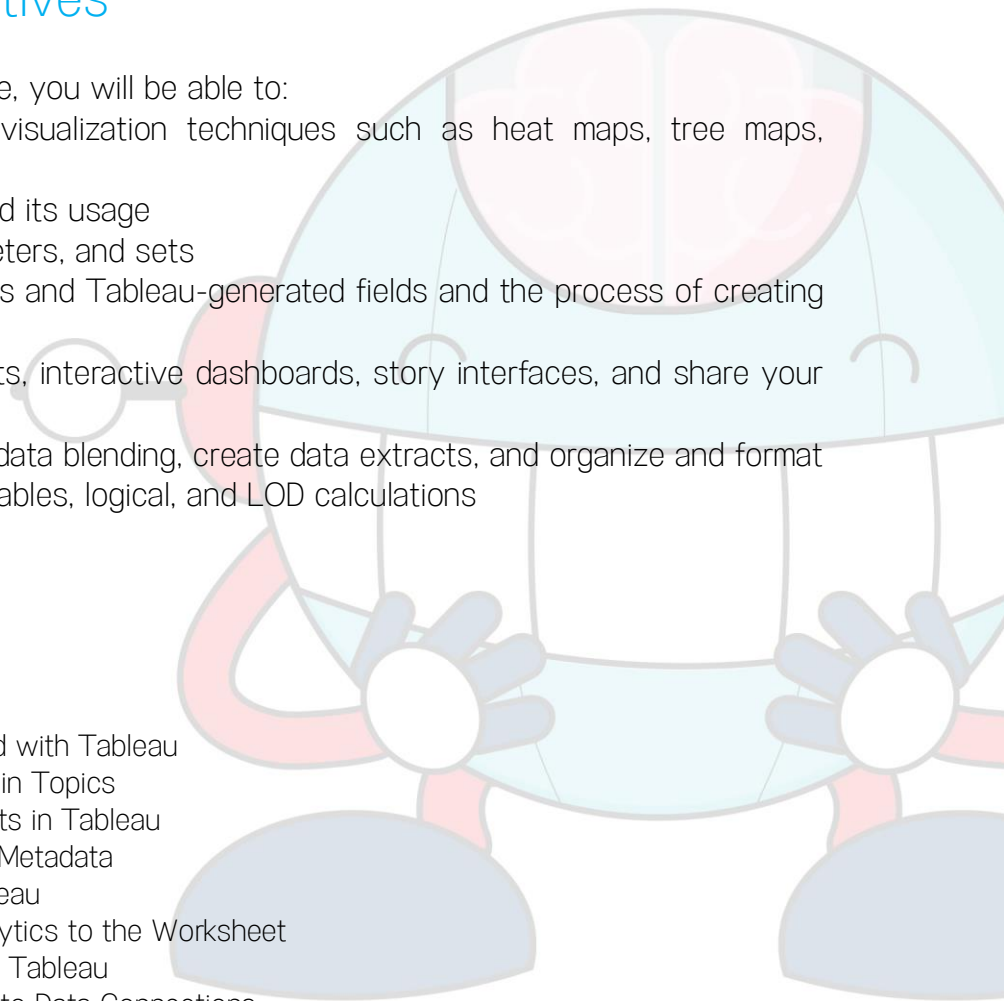 e, you will be able to:
visualization techniques such as heat maps, tree maps,
d its usage
eters, and sets
s and Tableau-generated fields and the process of creating
ts, interactive dashboards, story interfaces, and share your
data blending, create data extracts, and organize and format
ables, logical, and LOD calculations
d with Tableau
in Topics
ts in Tableau
Metadata
eau
ytics to the Worksheet
Tableau